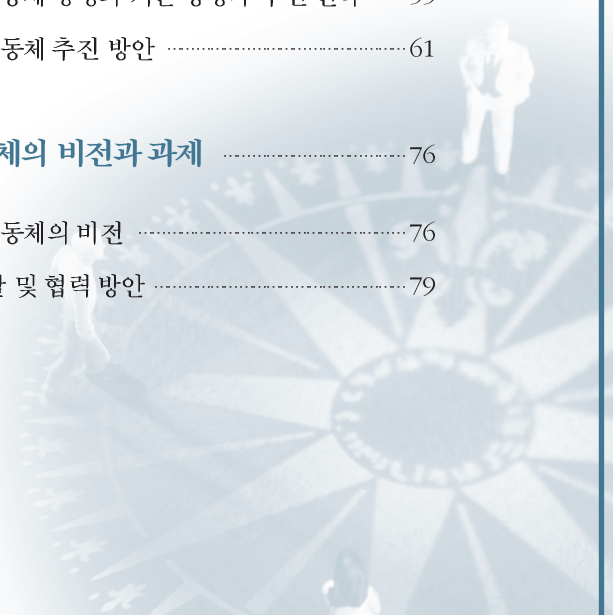 동체 추진 방안 61
체의 비전과 과제 76
동체의 비전 76
및 협력 방안 79